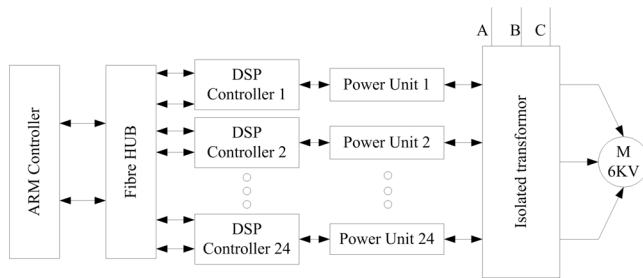 A B C
ARM Controller
Fibre HUB
DSP
Controller 1
Power Unit 1
DSP
Controller 2
Power Unit 2
DSP
Controller 24
Power Unit 24
Isolated transformor
M
6KV